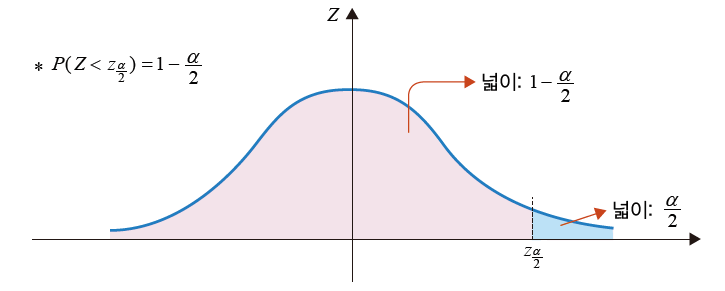 Z
* P(Z < z_{α/2}) = 1 − α/2
넓이: 1 − α/2
넓이: α/2
z_{α/2}